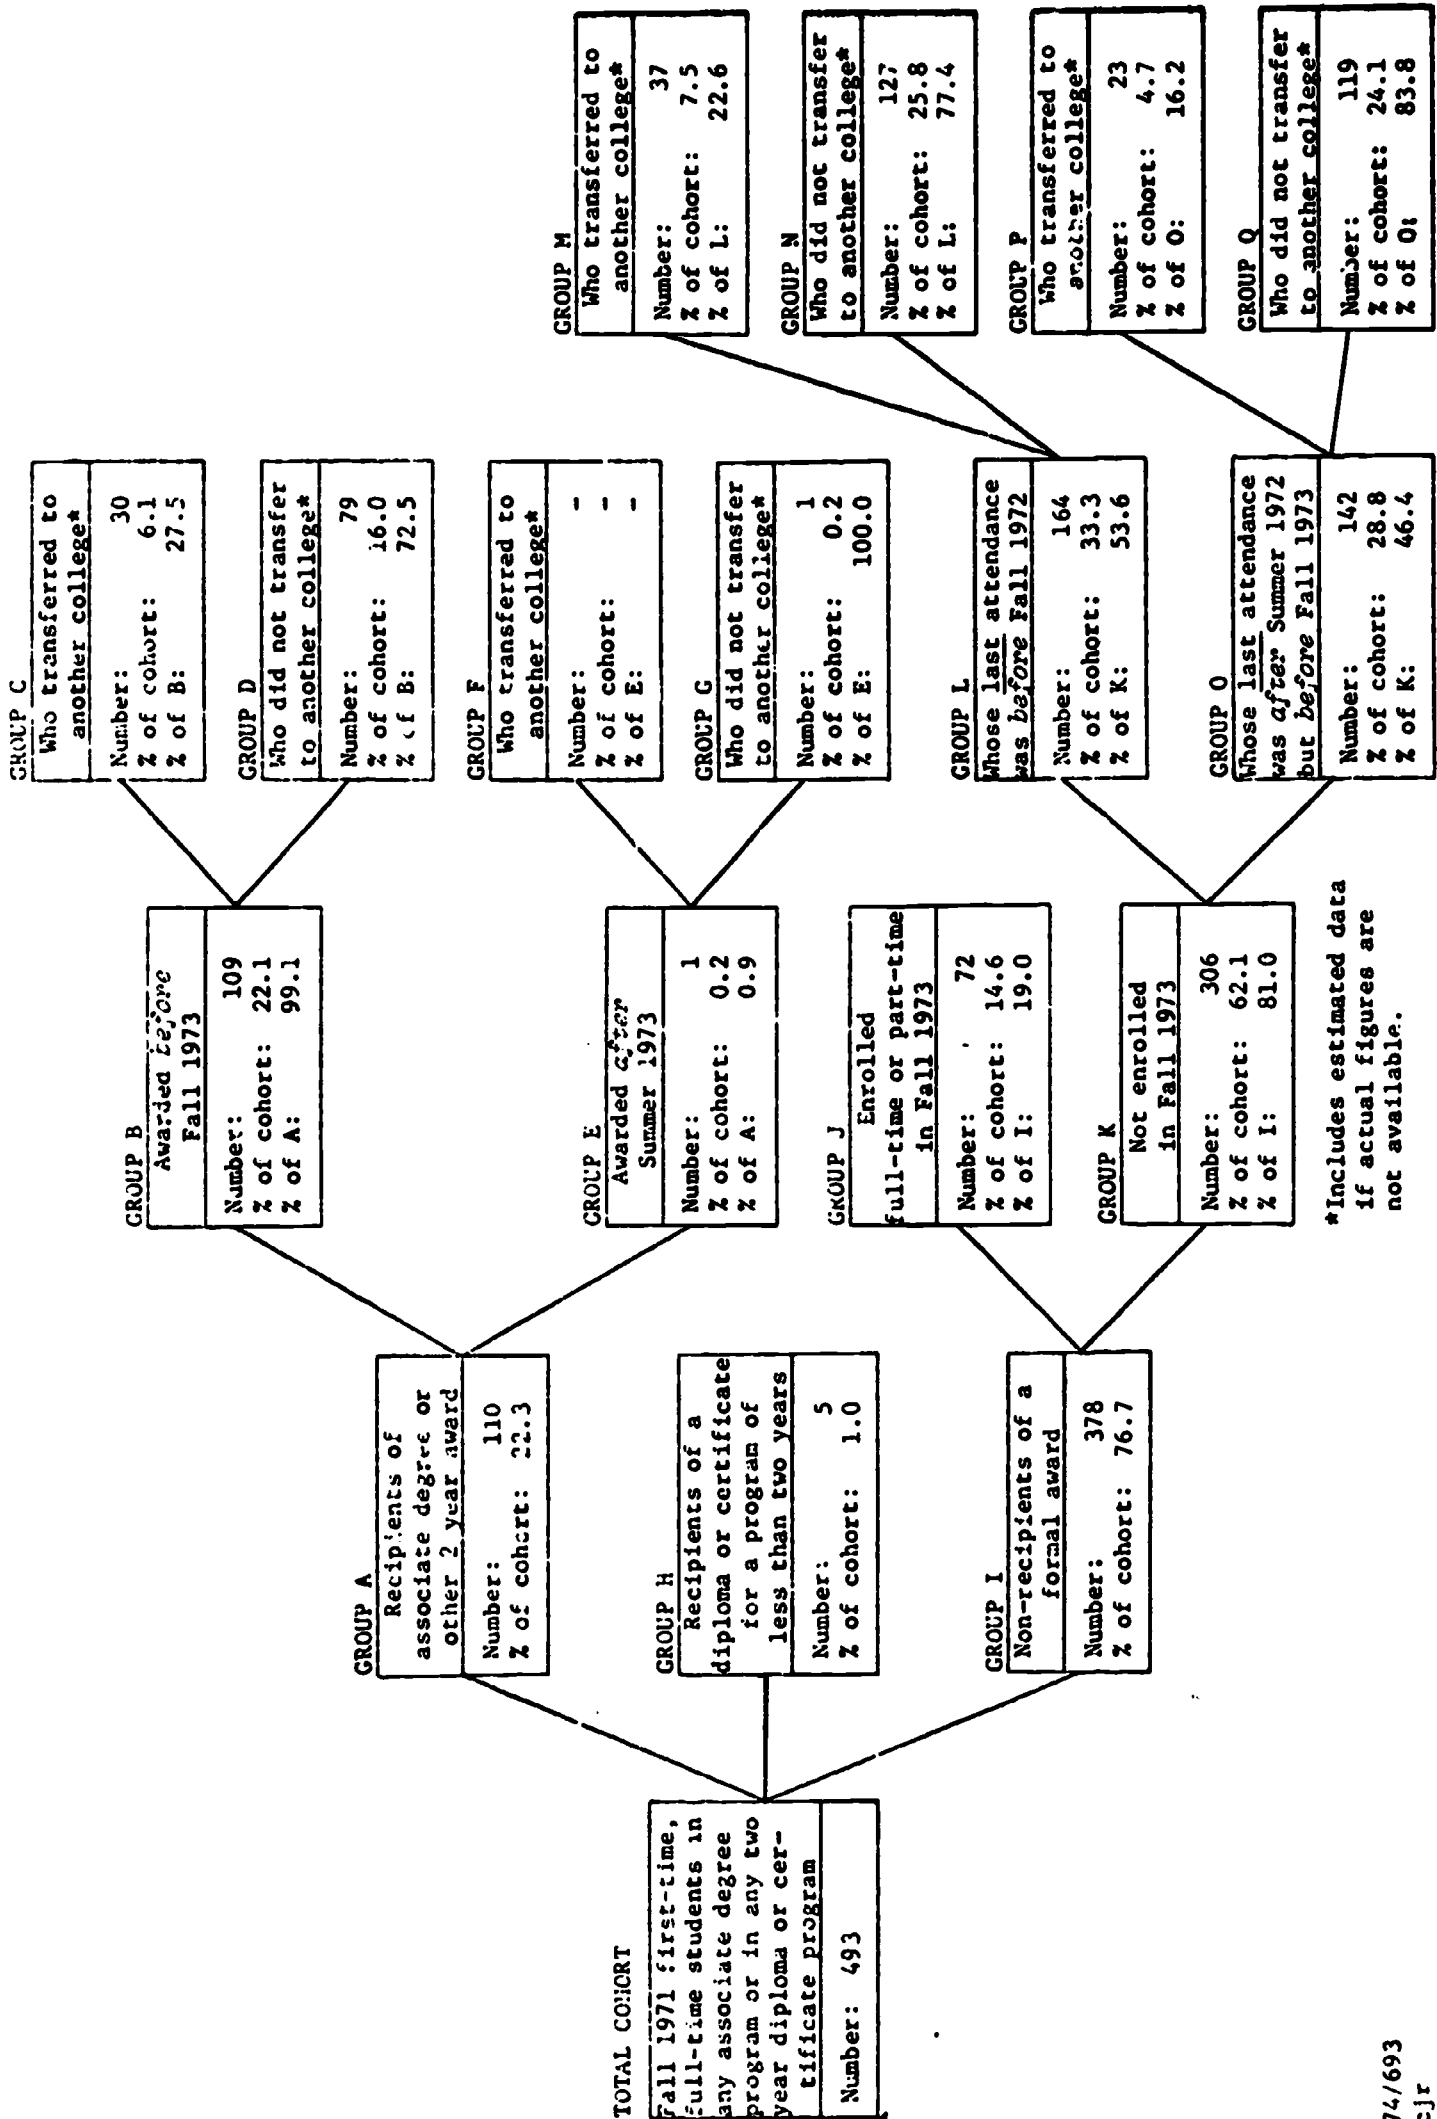 TOTAL COHORT
Fall 1971 first-time,
full-time students in
any associate degree
program or in any two
year diploma or cer-
tificate program
Number: 493
GROUP A
Recipients of
associate degree or
other 2 year award
Number: 110
% of cohort: 22.3
GROUP H
Recipients of a
diploma or certificate
for a program of
less than two years
Number: 5
% of cohort: 1.0
GROUP I
Non-recipients of a
formal award
Number: 378
% of cohort: 76.7
GROUP B
Awarded before
Fall 1973
Number: 109
% of cohort: 22.1
% of A: 99.1
GROUP E
Awarded after
Summer 1973
Number: 1
% of cohort: 0.2
% of A: 0.9
GROUP J
Enrolled
full-time or part-time
in Fall 1973
Number: 72
% of cohort: 14.6
% of I: 19.0
GROUP K
Not enrolled
in Fall 1973
Number: 306
% of cohort: 62.1
% of I: 81.0
*Includes estimated data
if actual figures are
not available.
GROUP C
Who transferred to
another college*
Number: 30
% of cohort: 6.1
% of B: 27.5
GROUP D
Who did not transfer
to another college*
Number: 79
% of cohort: 16.0
% of B: 72.5
GROUP F
Who transferred to
another college*
Number: -
% of cohort: -
% of E: -
GROUP G
Who did not transfer
to another college*
Number: 1
% of cohort: 0.2
% of E: 100.0
GROUP L
Whose last attendance
was before Fall 1972
Number: 164
% of cohort: 33.3
% of K: 53.6
GROUP O
Whose last attendance
was after Summer 1972
but before Fall 1973
Number: 142
% of cohort: 28.8
% of K: 46.4
GROUP M
Who transferred to
another college*
Number: 37
% of cohort: 7.5
% of L: 22.6
GROUP N
Who did not transfer
to another college*
Number: 127
% of cohort: 25.8
% of L: 77.4
GROUP P
Who transferred to
another college*
Number: 23
% of cohort: 4.7
% of O: 16.2
GROUP Q
Who did not transfer
to another college*
Number: 119
% of cohort: 24.1
% of O: 83.8
74/693
cjr